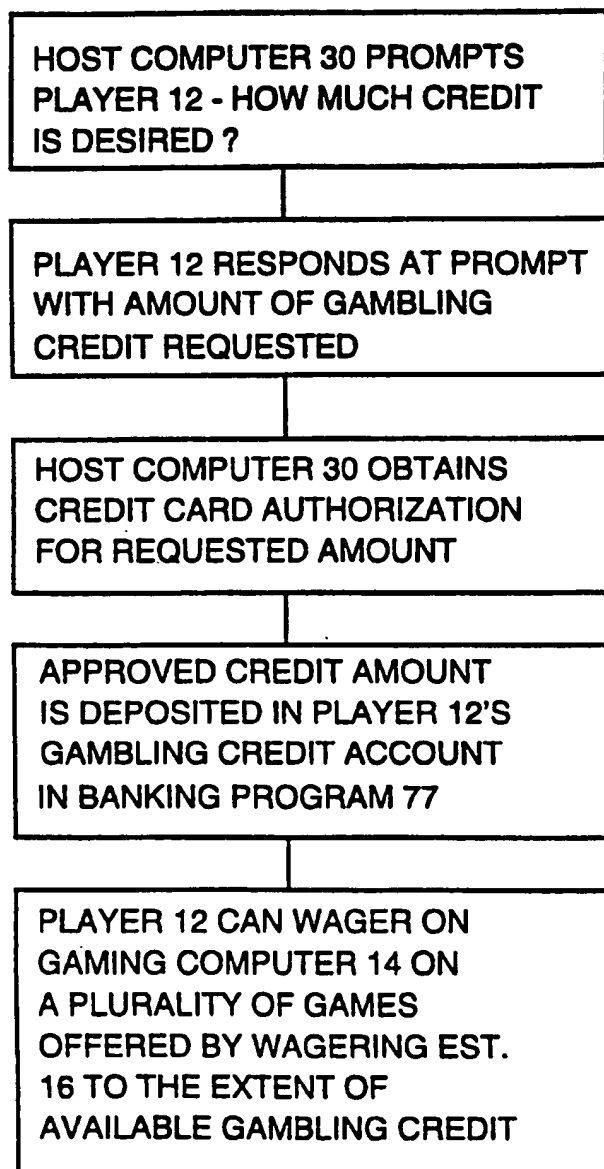 HOST COMPUTER 30 PROMPTS
PLAYER 12 - HOW MUCH CREDIT
IS DESIRED ?
PLAYER 12 RESPONDS AT PROMPT
WITH AMOUNT OF GAMBLING
CREDIT REQUESTED
HOST COMPUTER 30 OBTAINS
CREDIT CARD AUTHORIZATION
FOR REQUESTED AMOUNT
APPROVED CREDIT AMOUNT
IS DEPOSITED IN PLAYER 12'S
GAMBLING CREDIT ACCOUNT
IN BANKING PROGRAM 77
PLAYER 12 CAN WAGER ON
GAMING COMPUTER 14 ON
A PLURALITY OF GAMES
OFFERED BY WAGERING EST.
16 TO THE EXTENT OF
AVAILABLE GAMBLING CREDIT